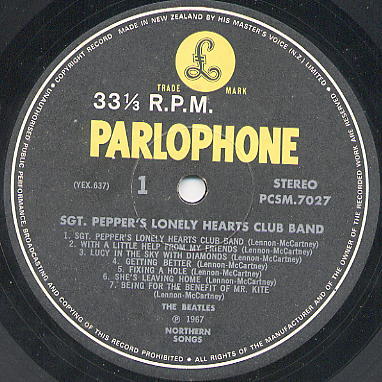 • COPYRIGHT RECORD MADE IN NEW ZEALAND BY HIS MASTER'S VOICE (N.Z.) LIMITED •
ALL RIGHTS OF THE MANUFACTURER AND OF THE OWNER OF THE RECORDED WORK ARE RESERVED
UNAUTHORISED PUBLIC PERFORMANCE BROADCASTING AND COPYING OF THIS RECORD PROHIBITED •
£
TRADE MARK
33⅓ R.P.M.
PARLOPHONE
(YEX.637)
1
STEREO
PCSM.7027
SGT. PEPPER'S LONELY HEARTS CLUB BAND
1. SGT. PEPPER'S LONELY HEARTS CLUB BAND (Lennon-McCartney)
2. WITH A LITTLE HELP FROM MY FRIENDS (Lennon-McCartney)
3. LUCY IN THE SKY WITH DIAMONDS (Lennon-McCartney)
4. GETTING BETTER (Lennon-McCartney)
5. FIXING A HOLE (Lennon-McCartney)
6. SHE'S LEAVING HOME (Lennon-McCartney)
7. BEING FOR THE BENEFIT OF MR. KITE
(Lennon-McCartney)
THE BEATLES
℗ 1967
NORTHERN
SONGS